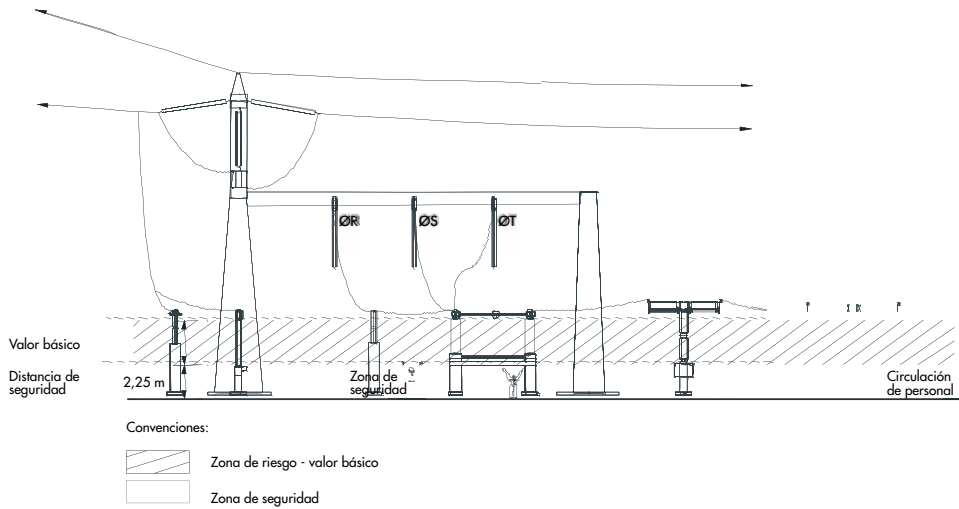 ØR ØS ØT
Valor básico
Distancia de
seguridad
2,25 m
Zona de
seguridad
Circulación
de personal
Convenciones:
Zona de riesgo - valor básico
Zona de seguridad